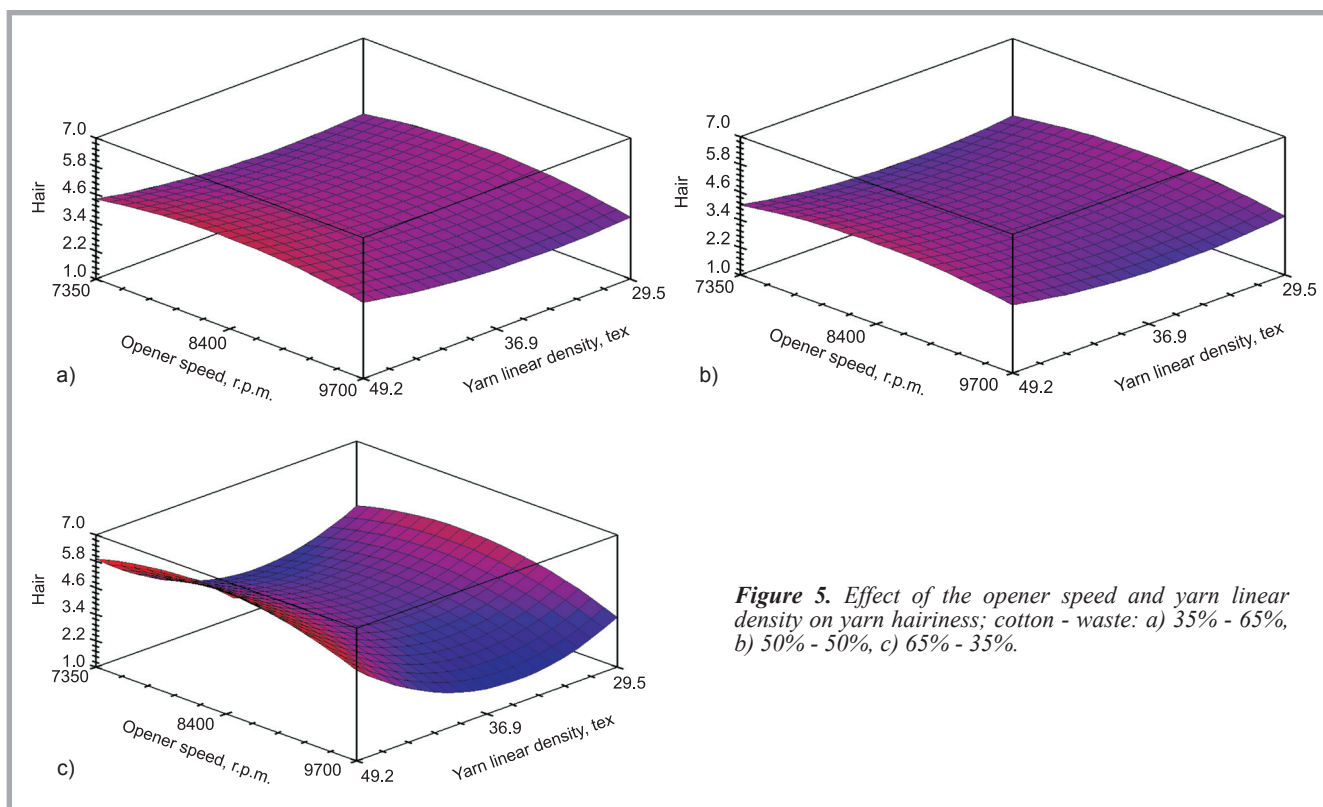 7.0
5.8
4.6
3.4
2.2
1.0
Hair
7350
8400
9700
Opener speed, r.p.m.
49.2
36.9
29.5
Yarn linear density, tex
a)
7.0
5.8
4.6
3.4
2.2
1.0
Hair
7350
8400
9700
Opener speed, r.p.m.
49.2
36.9
29.5
Yarn linear density, tex
b)
7.0
5.8
4.6
3.4
2.2
1.0
Hair
7350
8400
9700
Opener speed, r.p.m.
49.2
36.9
29.5
Yarn linear density, tex
c)
Figure 5. Effect of the opener speed and yarn linear
density on yarn hairiness; cotton - waste: a) 35% - 65%,
b) 50% - 50%, c) 65% - 35%.